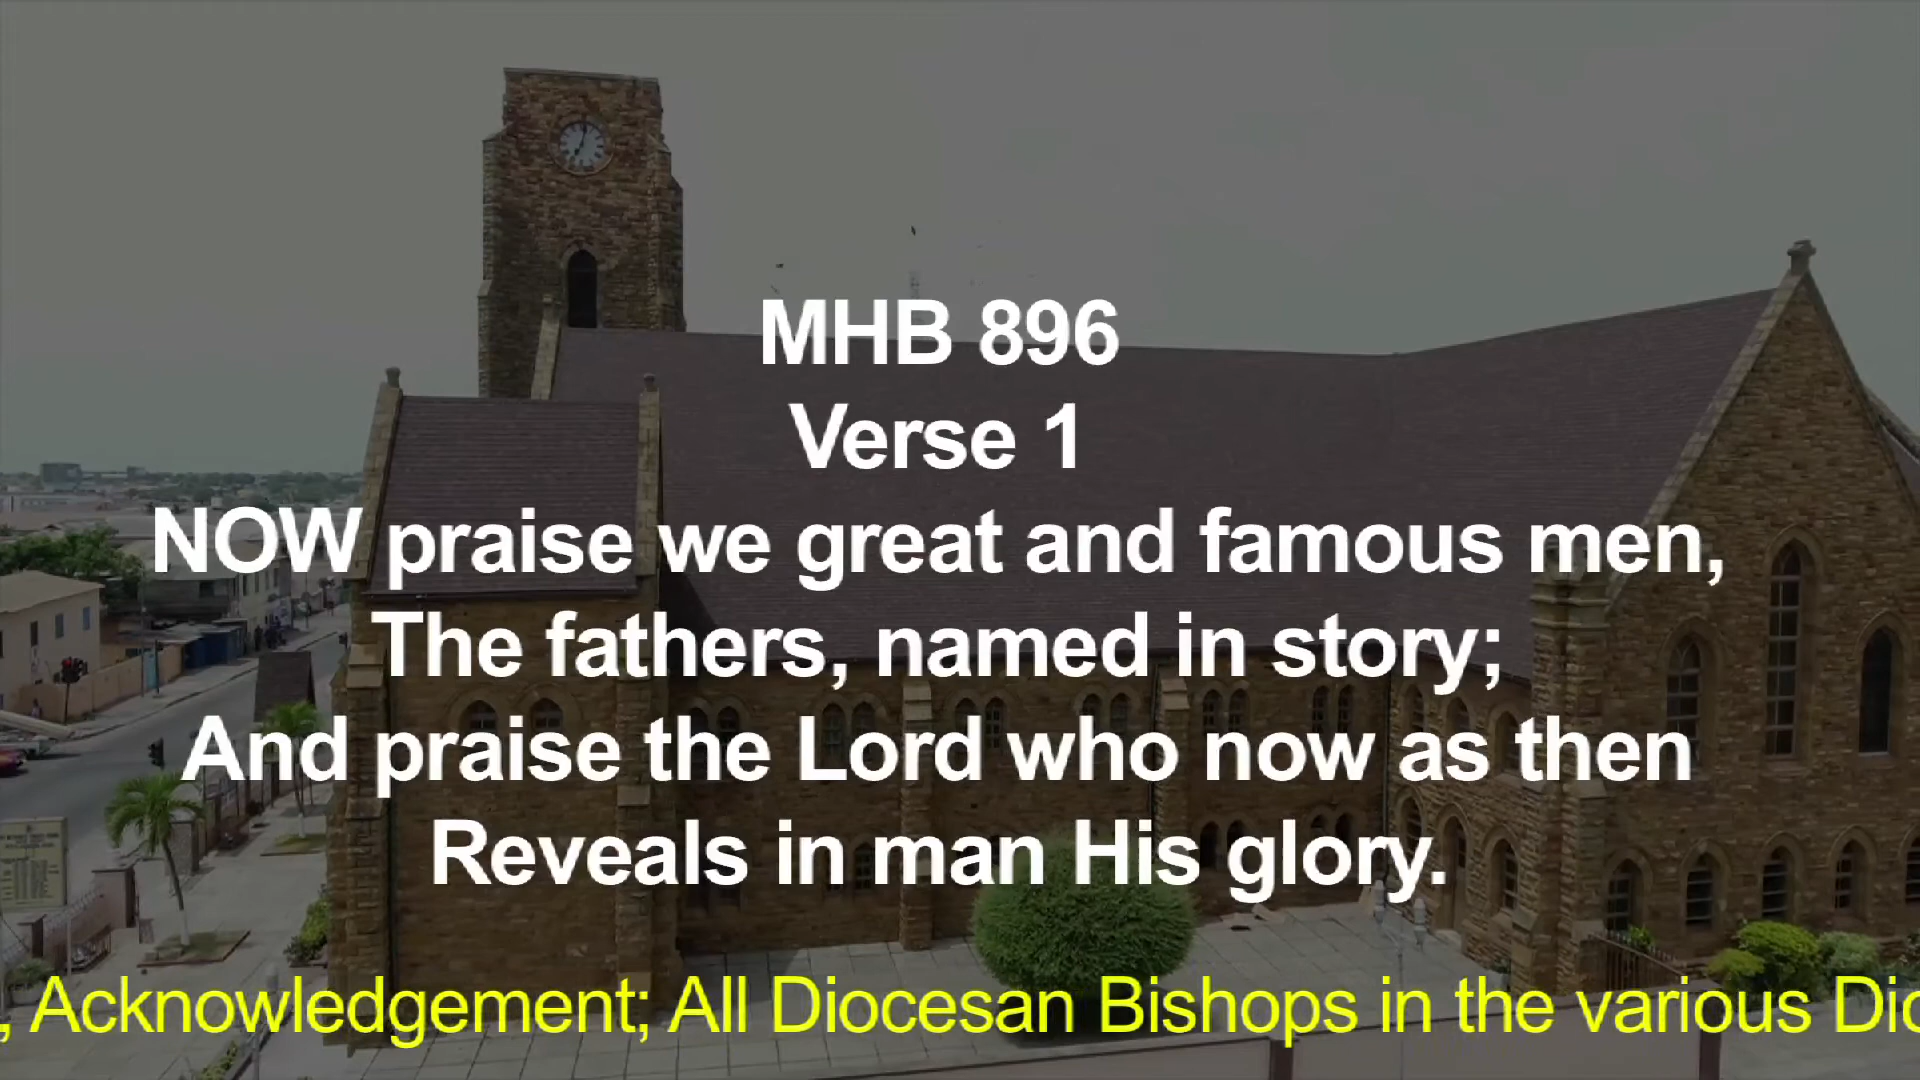 MHB 896
Verse 1
NOW praise we great and famous men,
The fathers, named in story;
And praise the Lord who now as then
Reveals in man His glory.
, Acknowledgement; All Diocesan Bishops in the various Dio